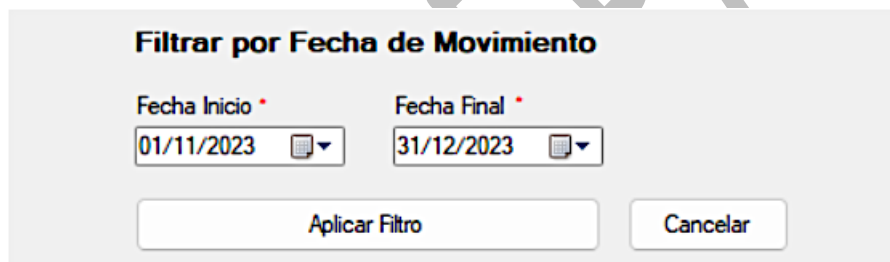 Filtrar por Fecha de Movimiento
Fecha Inicio * Fecha Final *
01/11/2023 31/12/2023
Aplicar Filtro Cancelar